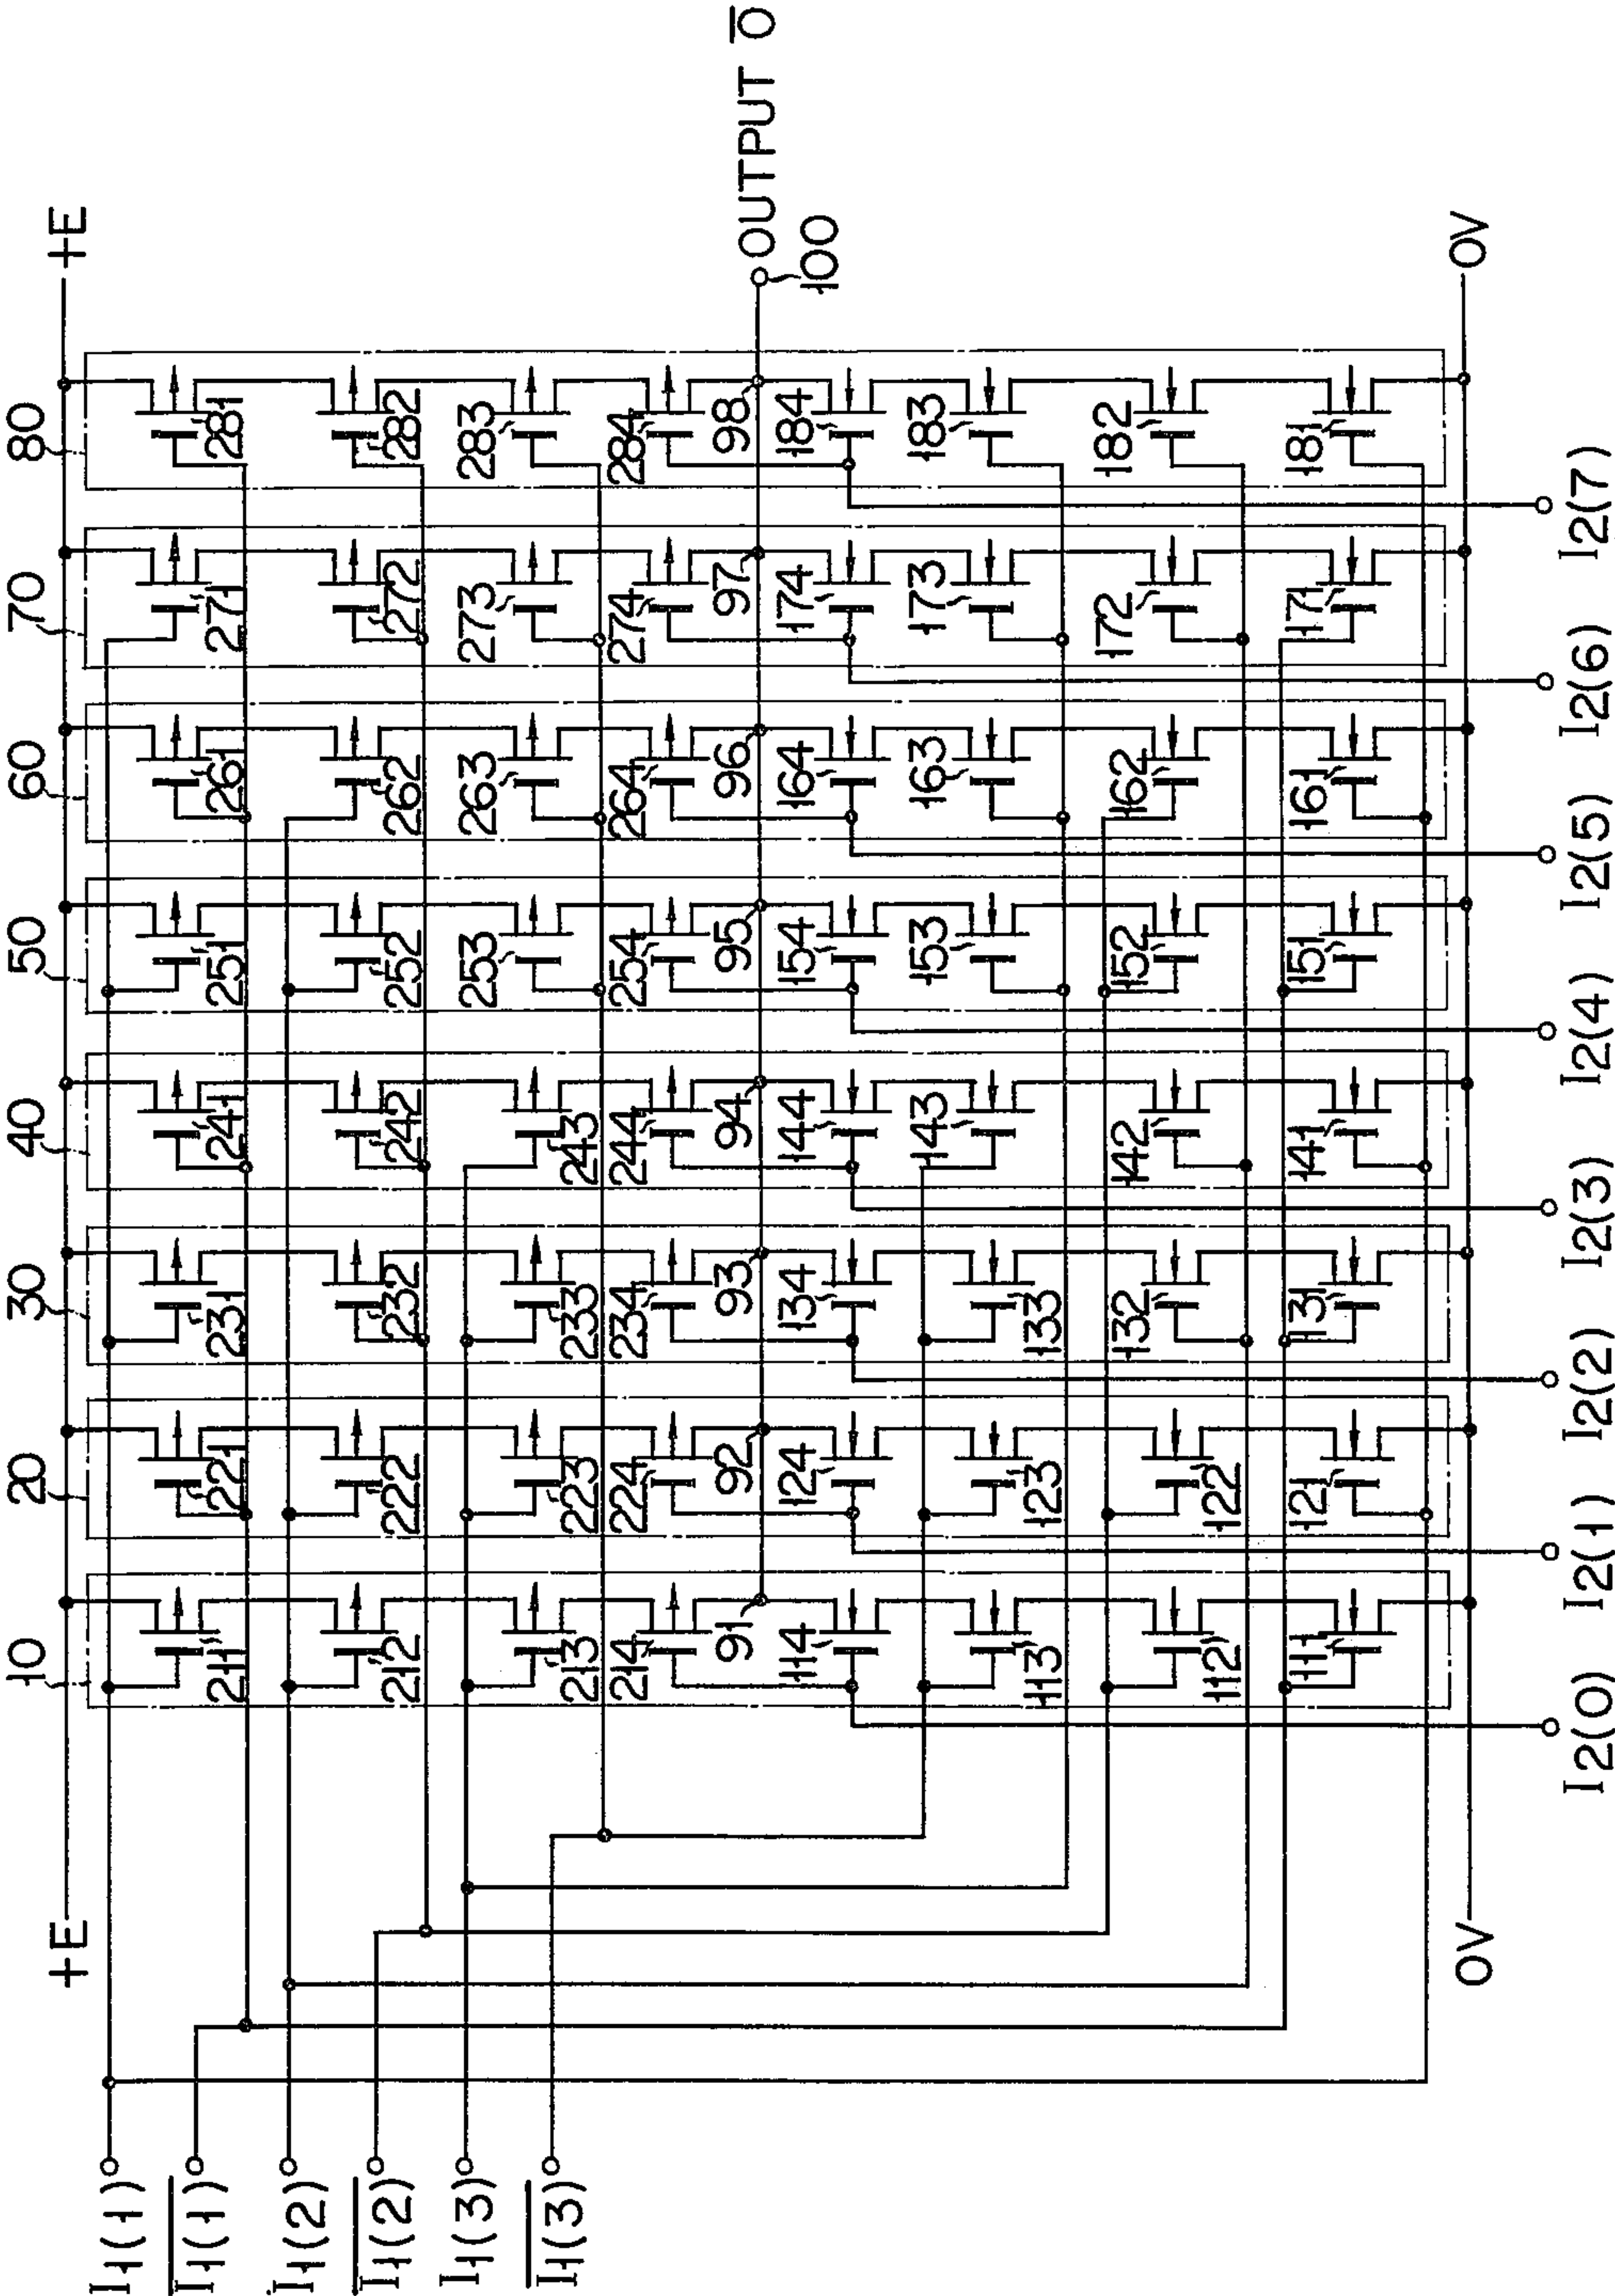 10 20 30 40 50 60 70 80
+E +E
I1(1)
I1(1)
I1(2)
I1(2)
I1(3)
I1(3)
211 221 231 241 251 261 271 281
212 222 232 242 252 262 272 282
213 223 233 243 253 263 273 283
214 224 234 244 254 264 274 284
91 92 93 94 95 96 97 98
OUTPUT O̅
100
114 124 134 144 154 164 174 184
113 123 133 143 153 163 173 183
112 122 132 142 152 162 172 182
111 121 131 141 151 161 171 181
0V 0V
I2(0) I2(1) I2(2) I2(3) I2(4) I2(5) I2(6) I2(7)